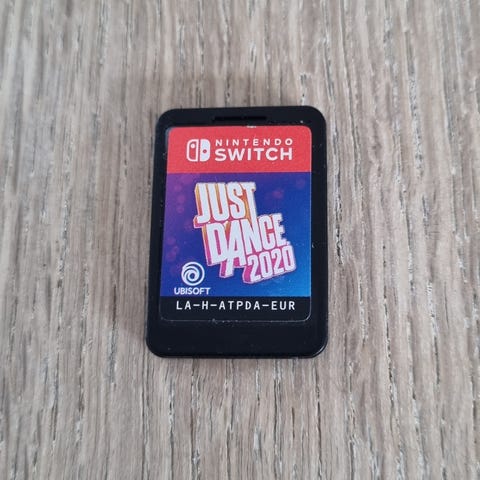 NINTENDO
SWITCH
JUST
DANCE
2020
UBISOFT
LA-H-ATPDA-EUR